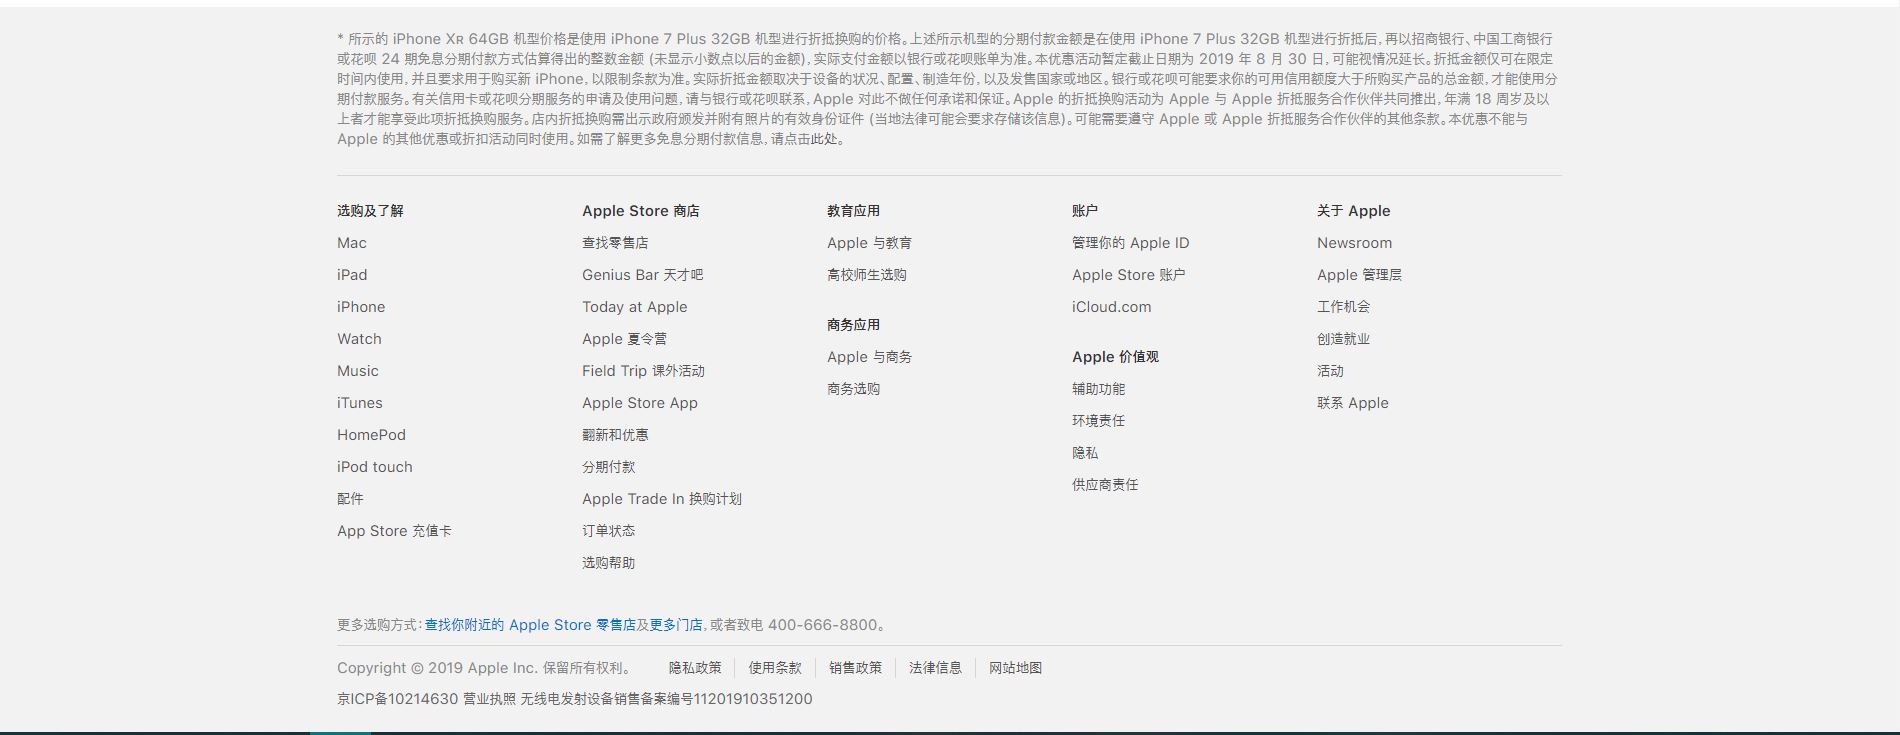 * 所示的 iPhone XR 64GB 机型价格是使用 iPhone 7 Plus 32GB 机型进行折抵换购的价格。上述所示机型的分期付款金额是在使用 iPhone 7 Plus 32GB 机型进行折抵后，再以招商银行、中国工商银行
或花呗 24 期免息分期付款方式估算得出的整数金额 (未显示小数点以后的金额)，实际支付金额以银行或花呗账单为准。本优惠活动暂定截止日期为 2019 年 8 月 30 日，可能视情况延长。折抵金额仅可在限定
时间内使用，并且要求用于购买新 iPhone，以限制条款为准。实际折抵金额取决于设备的状况、配置、制造年份，以及发售国家或地区。银行或花呗可能要求你的可用信用额度大于所购买产品的总金额，才能使用分
期付款服务。有关信用卡或花呗分期服务的申请及使用问题，请与银行或花呗联系，Apple 对此不做任何承诺和保证。Apple 的折抵换购活动为 Apple 与 Apple 折抵服务合作伙伴共同推出，年满 18 周岁及以
上者才能享受此项折抵换购服务。店内折抵换购需出示政府颁发并附有照片的有效身份证件 (当地法律可能会要求存储该信息)。可能需要遵守 Apple 或 Apple 折抵服务合作伙伴的其他条款。本优惠不能与
Apple 的其他优惠或折扣活动同时使用。如需了解更多免息分期付款信息，请点击此处。
选购及了解
Mac
iPad
iPhone
Watch
Music
iTunes
HomePod
iPod touch
配件
App Store 充值卡
Apple Store 商店
查找零售店
Genius Bar 天才吧
Today at Apple
Apple 夏令营
Field Trip 课外活动
Apple Store App
翻新和优惠
分期付款
Apple Trade In 换购计划
订单状态
选购帮助
教育应用
Apple 与教育
高校师生选购
商务应用
Apple 与商务
商务选购
账户
管理你的 Apple ID
Apple Store 账户
iCloud.com
Apple 价值观
辅助功能
环境责任
隐私
供应商责任
关于 Apple
Newsroom
Apple 管理层
工作机会
创造就业
活动
联系 Apple
更多选购方式：查找你附近的 Apple Store 零售店及更多门店，或者致电 400-666-8800。
Copyright © 2019 Apple Inc. 保留所有权利。 隐私政策 使用条款 销售政策 法律信息 网站地图
京ICP备10214630 营业执照 无线电发射设备销售备案编号11201910351200